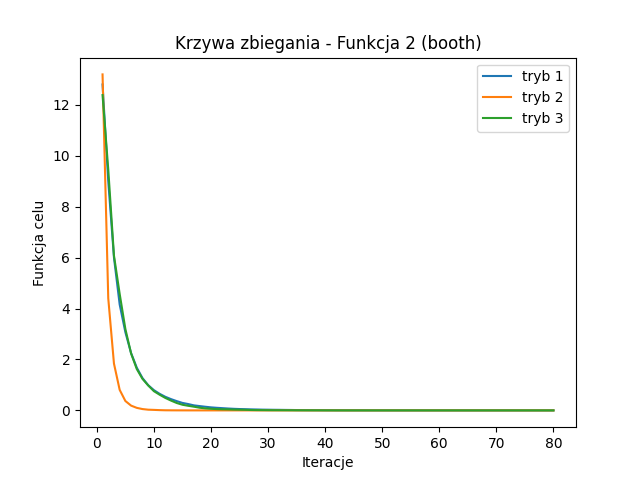 Krzywa zbiegania - Funkcja 2 (booth)
tryb 1
tryb 2
tryb 3
Funkcja celu
12
10
8
6
4
2
0
0 10 20 30 40 50 60 70 80
Iteracje